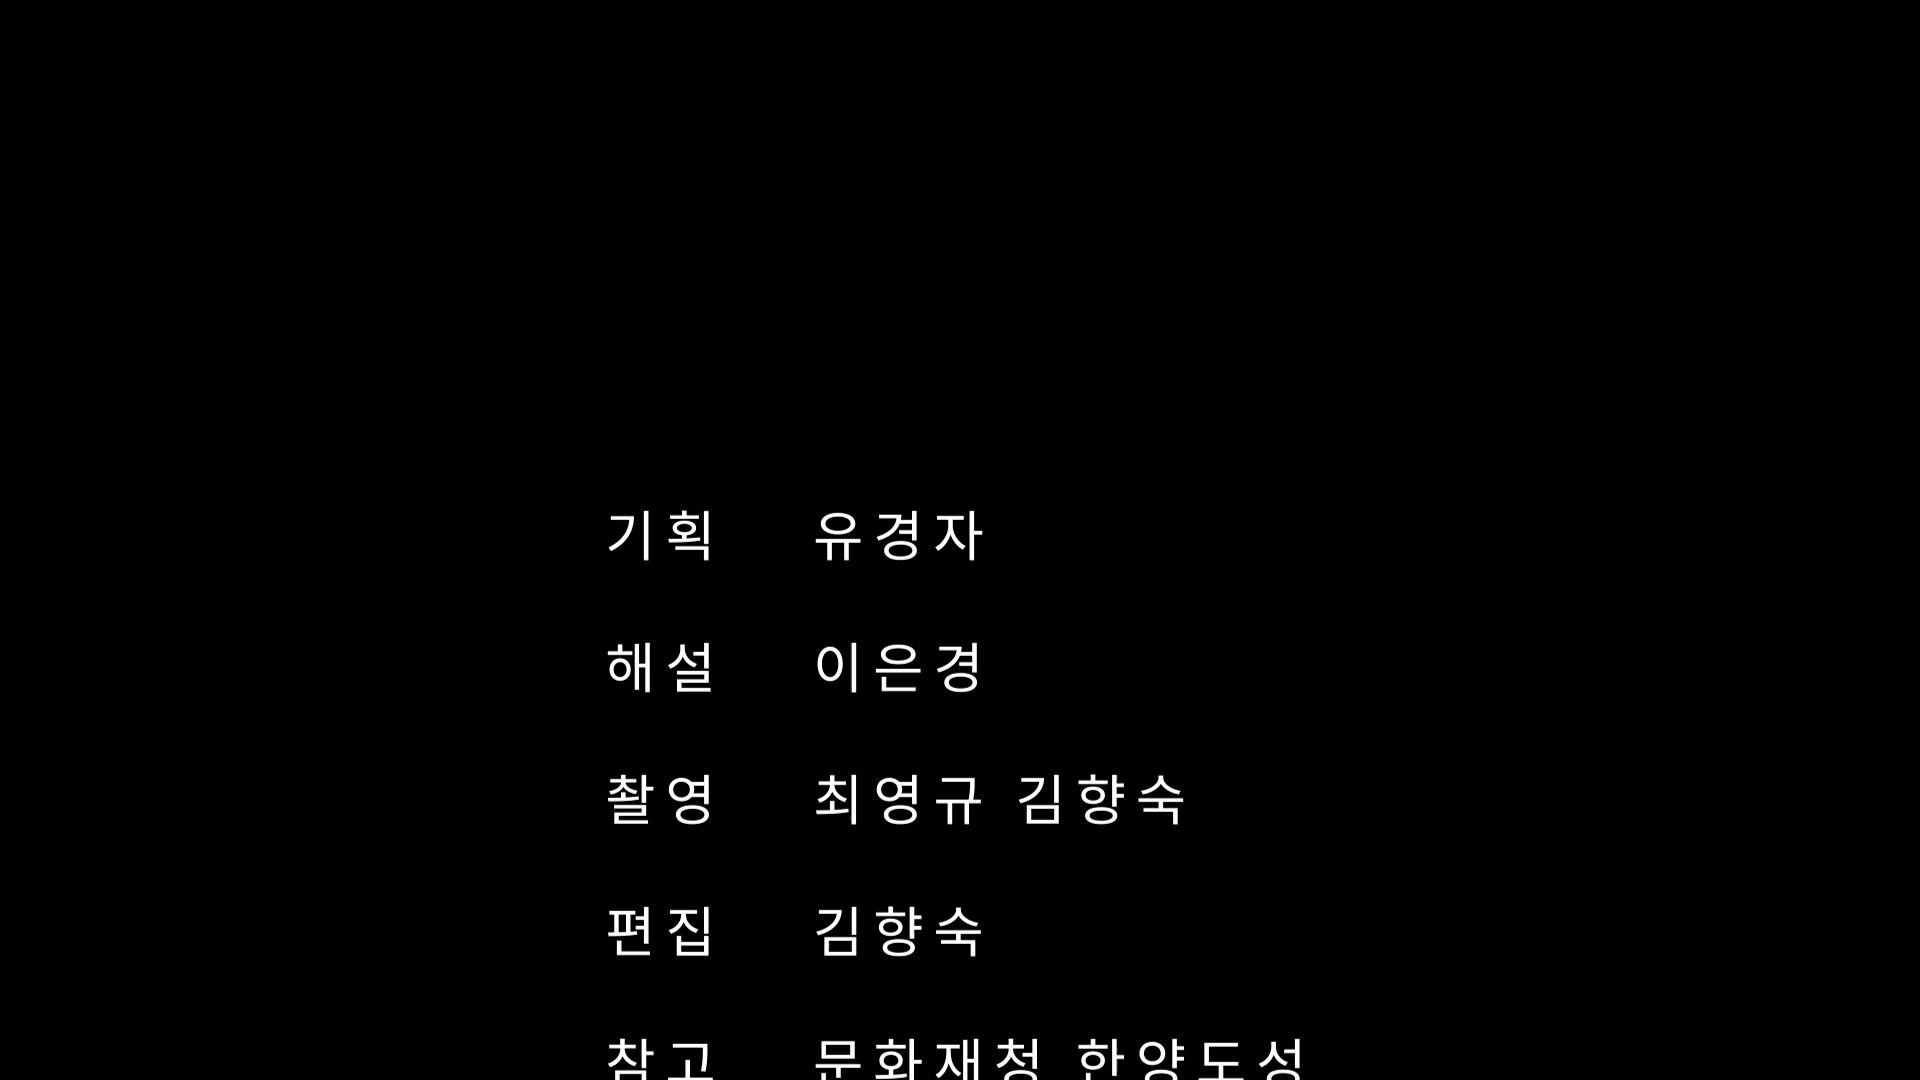 기획 유경자
해설 이은경
촬영 최영규 김향숙
편집 김향숙
참고 문화재청 한양도성